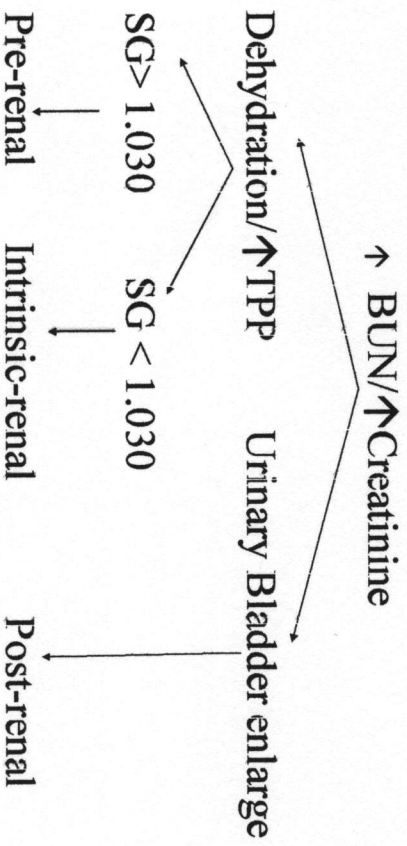 ↑ BUN/↑Creatinine
Dehydration/↑TPP Urinary Bladder enlarge
SG> 1.030 SG < 1.030
Pre-renal Intrinsic-renal Post-renal